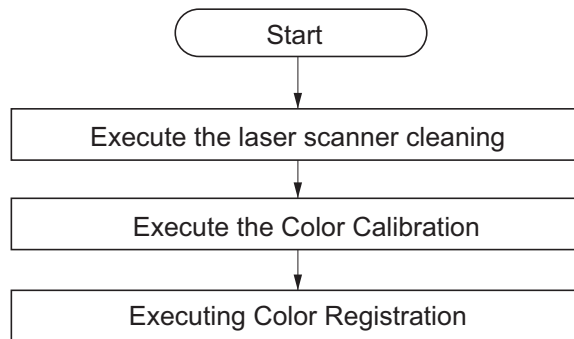 Start
Execute the laser scanner cleaning
Execute the Color Calibration
Executing Color Registration